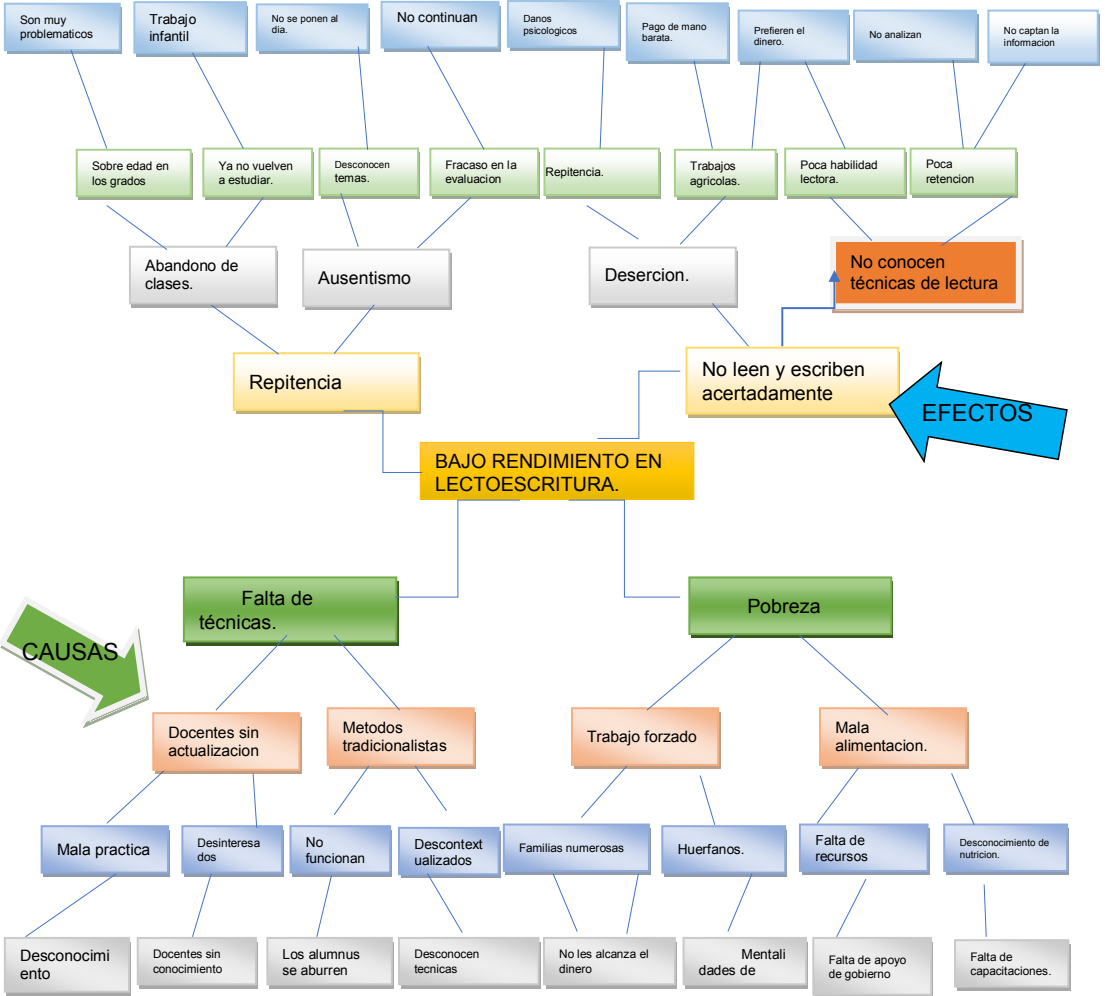 Son muy
problematicos
Trabajo
infantil
No se ponen al
dia.
No continuan
Danos
psicologicos
Pago de mano
barata.
Prefieren el
dinero.
No analizan
No captan la
informacion
Sobre edad en
los grados
Ya no vuelven
a estudiar.
Desconocen
temas.
Fracaso en la
evaluacion
Repitencia.
Trabajos
agricolas.
Poca habilidad
lectora.
Poca
retencion
Abandono de
clases.
Ausentismo
Desercion.
No conocen
técnicas de lectura
Repitencia
No leen y escriben
acertadamente
EFECTOS
BAJO RENDIMIENTO EN
LECTOESCRITURA.
Falta de
técnicas.
Pobreza
CAUSAS
Docentes sin
actualizacion
Metodos
tradicionalistas
Trabajo forzado
Mala
alimentacion.
Mala practica
Desinteresa
dos
No
funcionan
Descontext
ualizados
Familias numerosas
Huerfanos.
Falta de
recursos
Desconocimiento de
nutricion.
Desconocimi
ento
Docentes sin
conocimiento
Los alumnus
se aburren
Desconocen
tecnicas
No les alcanza el
dinero
Mentali
dades de
Falta de apoyo
de gobierno
Falta de
capacitaciones.